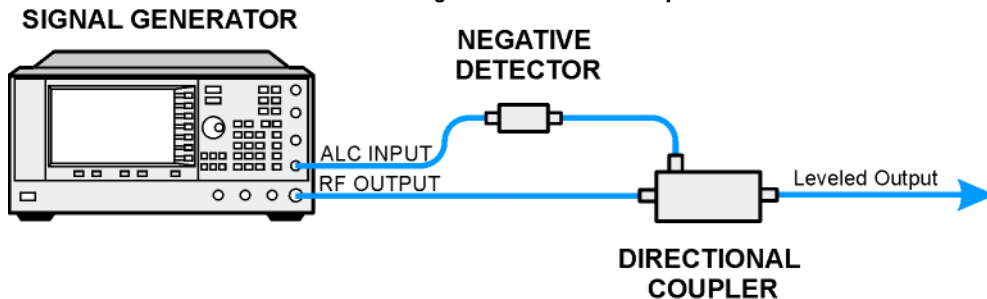 SIGNAL GENERATOR
NEGATIVE
DETECTOR
ALC INPUT
RF OUTPUT
Leveled Output
DIRECTIONAL
COUPLER